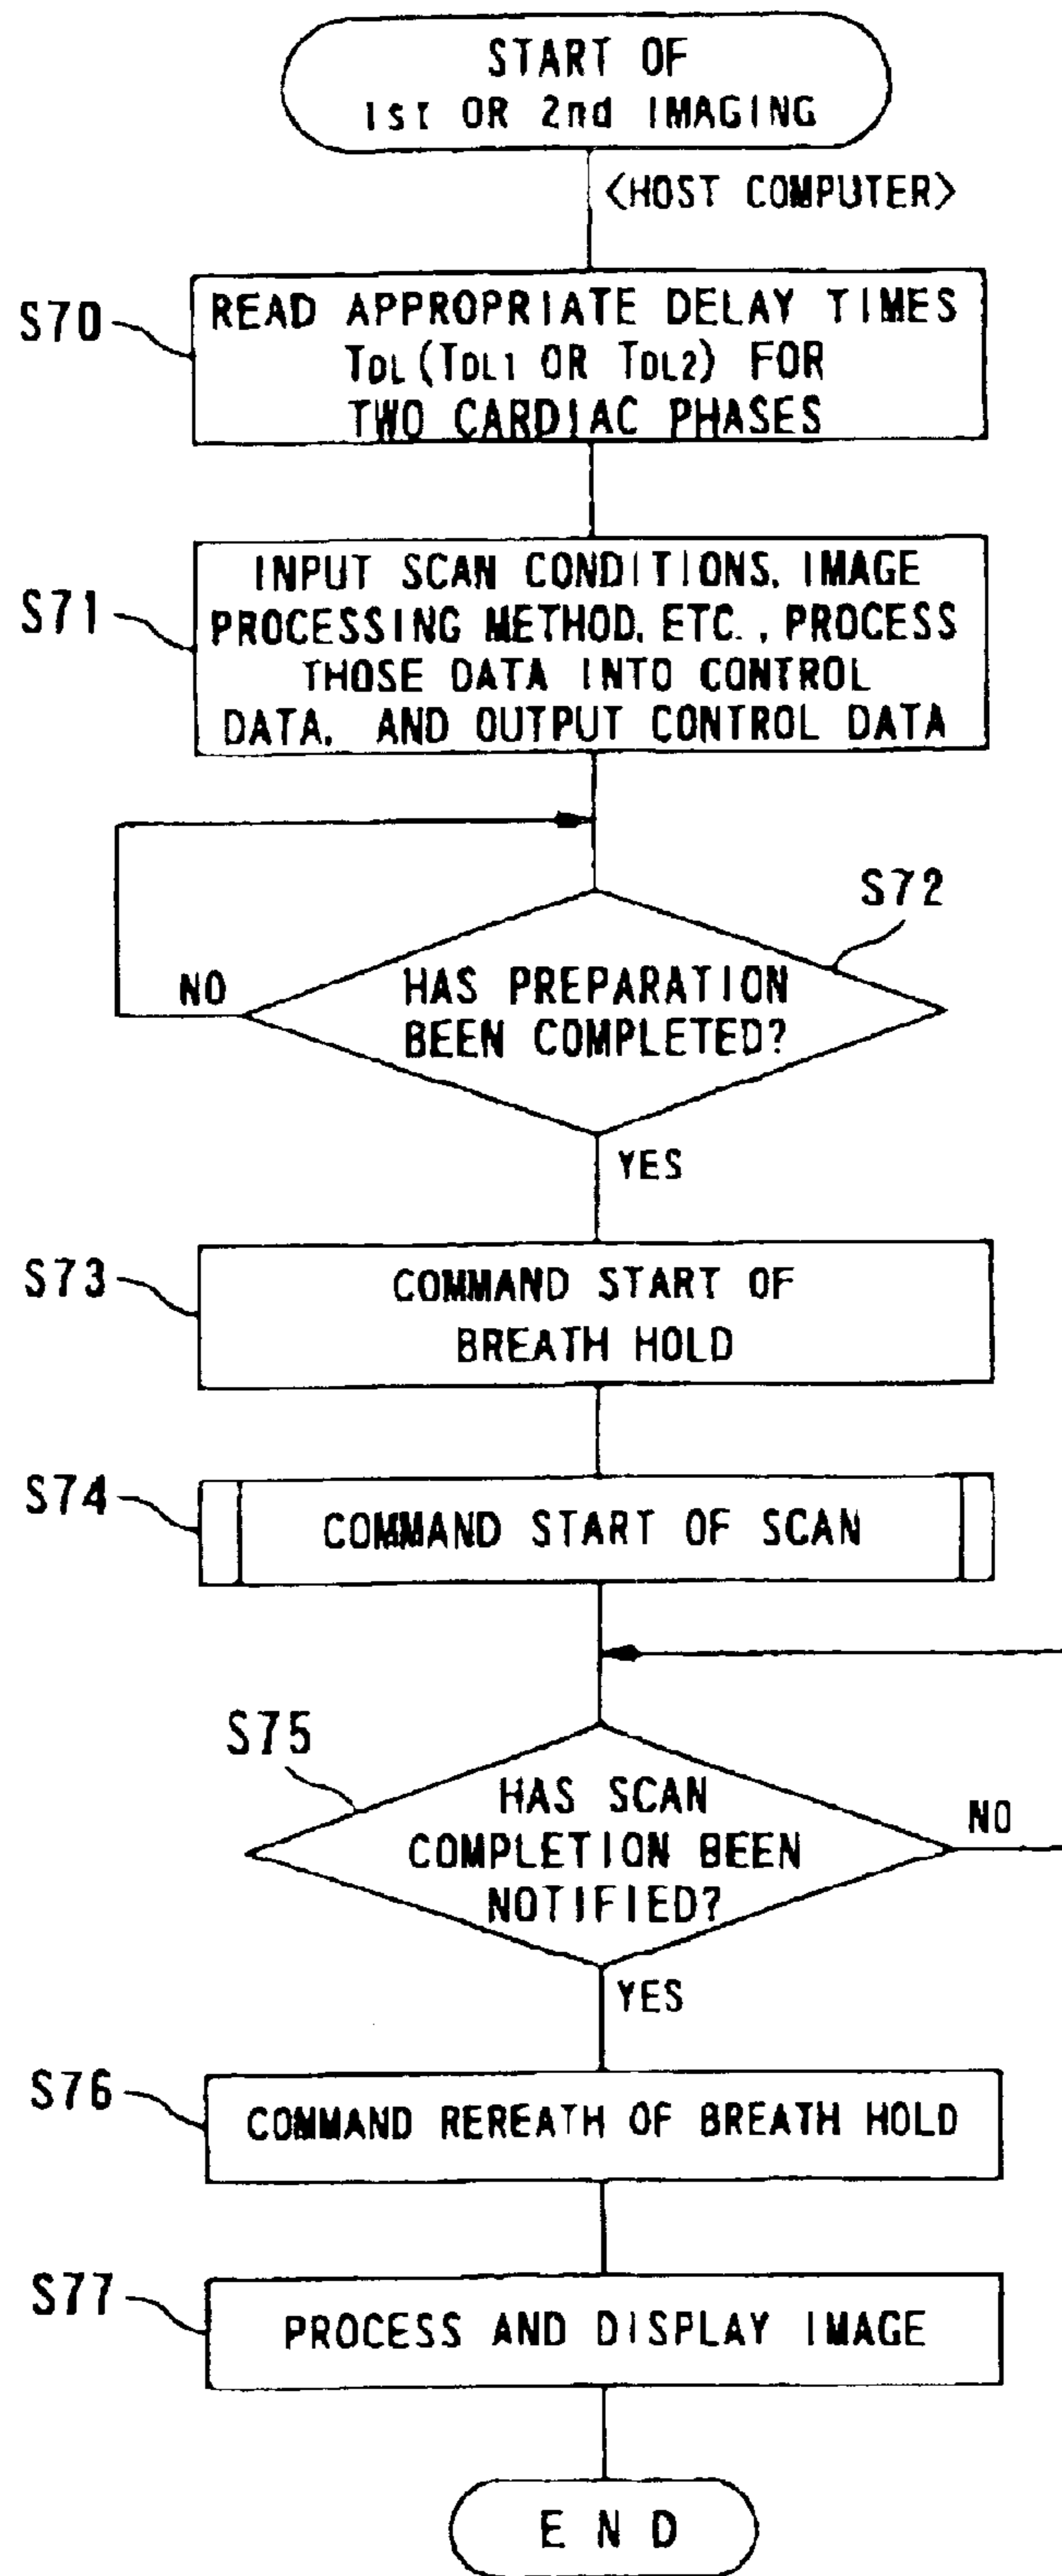 START OF
1st OR 2nd IMAGING
<HOST COMPUTER>
S70
READ APPROPRIATE DELAY TIMES
TDL (TDL1 OR TDL2) FOR
TWO CARDIAC PHASES
S71
INPUT SCAN CONDITIONS, IMAGE
PROCESSING METHOD, ETC., PROCESS
THOSE DATA INTO CONTROL
DATA, AND OUTPUT CONTROL DATA
S72
NO
HAS PREPARATION
BEEN COMPLETED?
YES
S73
COMMAND START OF
BREATH HOLD
S74
COMMAND START OF SCAN
S75
HAS SCAN
COMPLETION BEEN
NOTIFIED?
NO
YES
S76
COMMAND REREATH OF BREATH HOLD
S77
PROCESS AND DISPLAY IMAGE
END